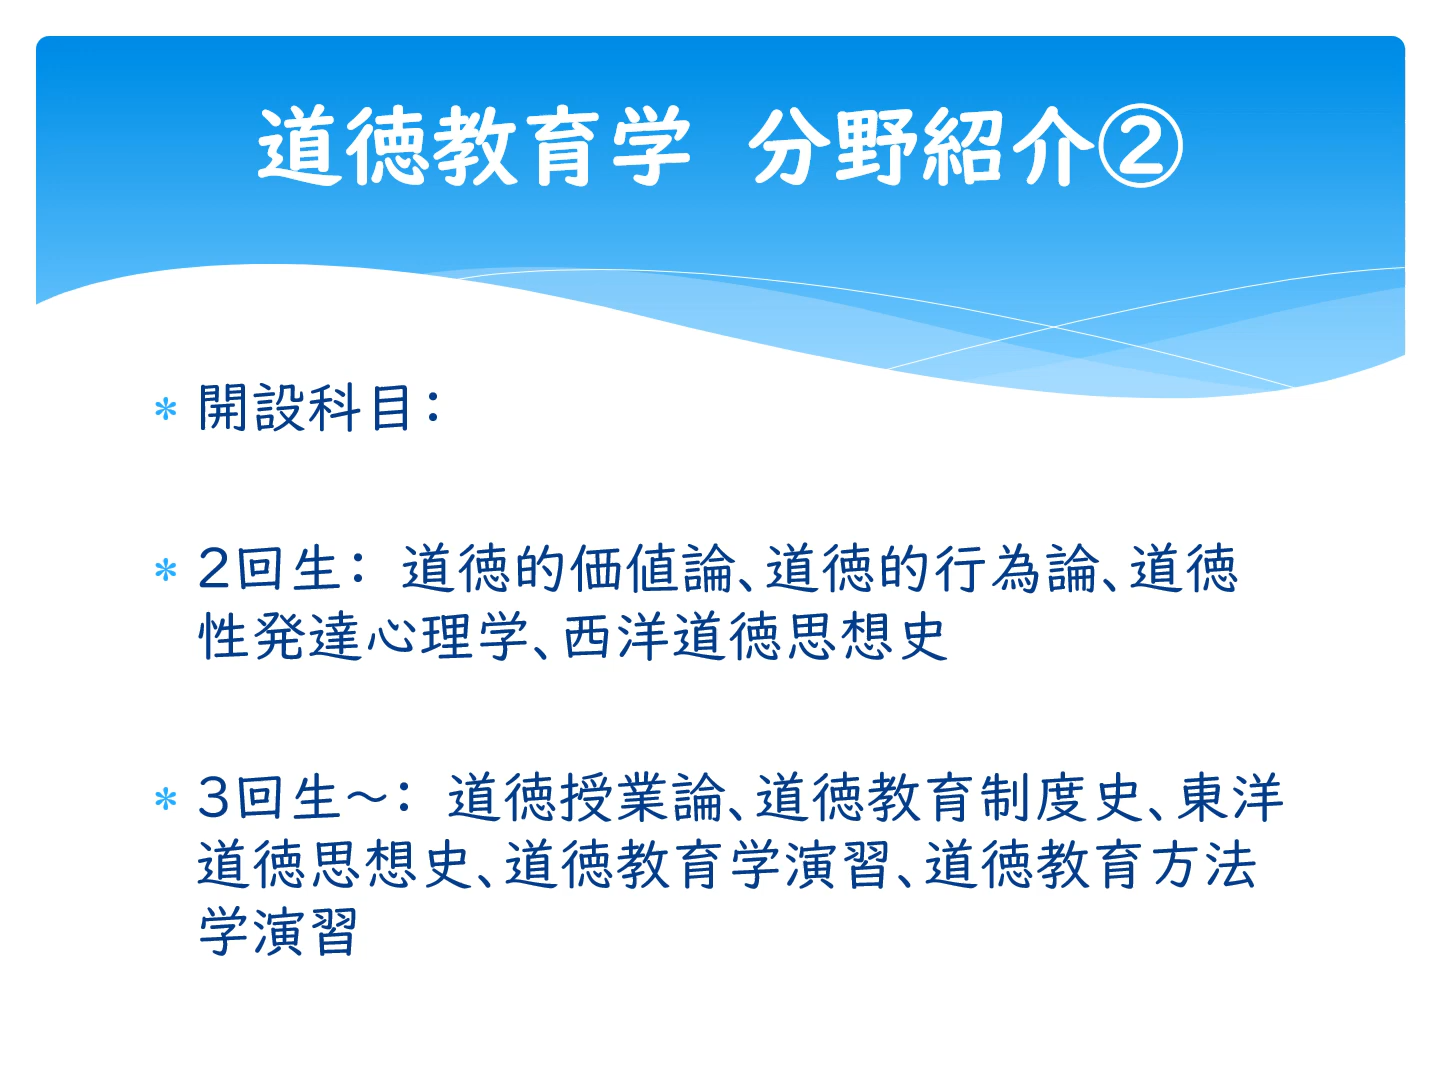 道徳教育学　分野紹介②
* 開設科目：
* 2回生：　道徳的価値論、道徳的行為論、道徳
性発達心理学、西洋道徳思想史
* 3回生～：　道徳授業論、道徳教育制度史、東洋
道徳思想史、道徳教育学演習、道徳教育方法
学演習